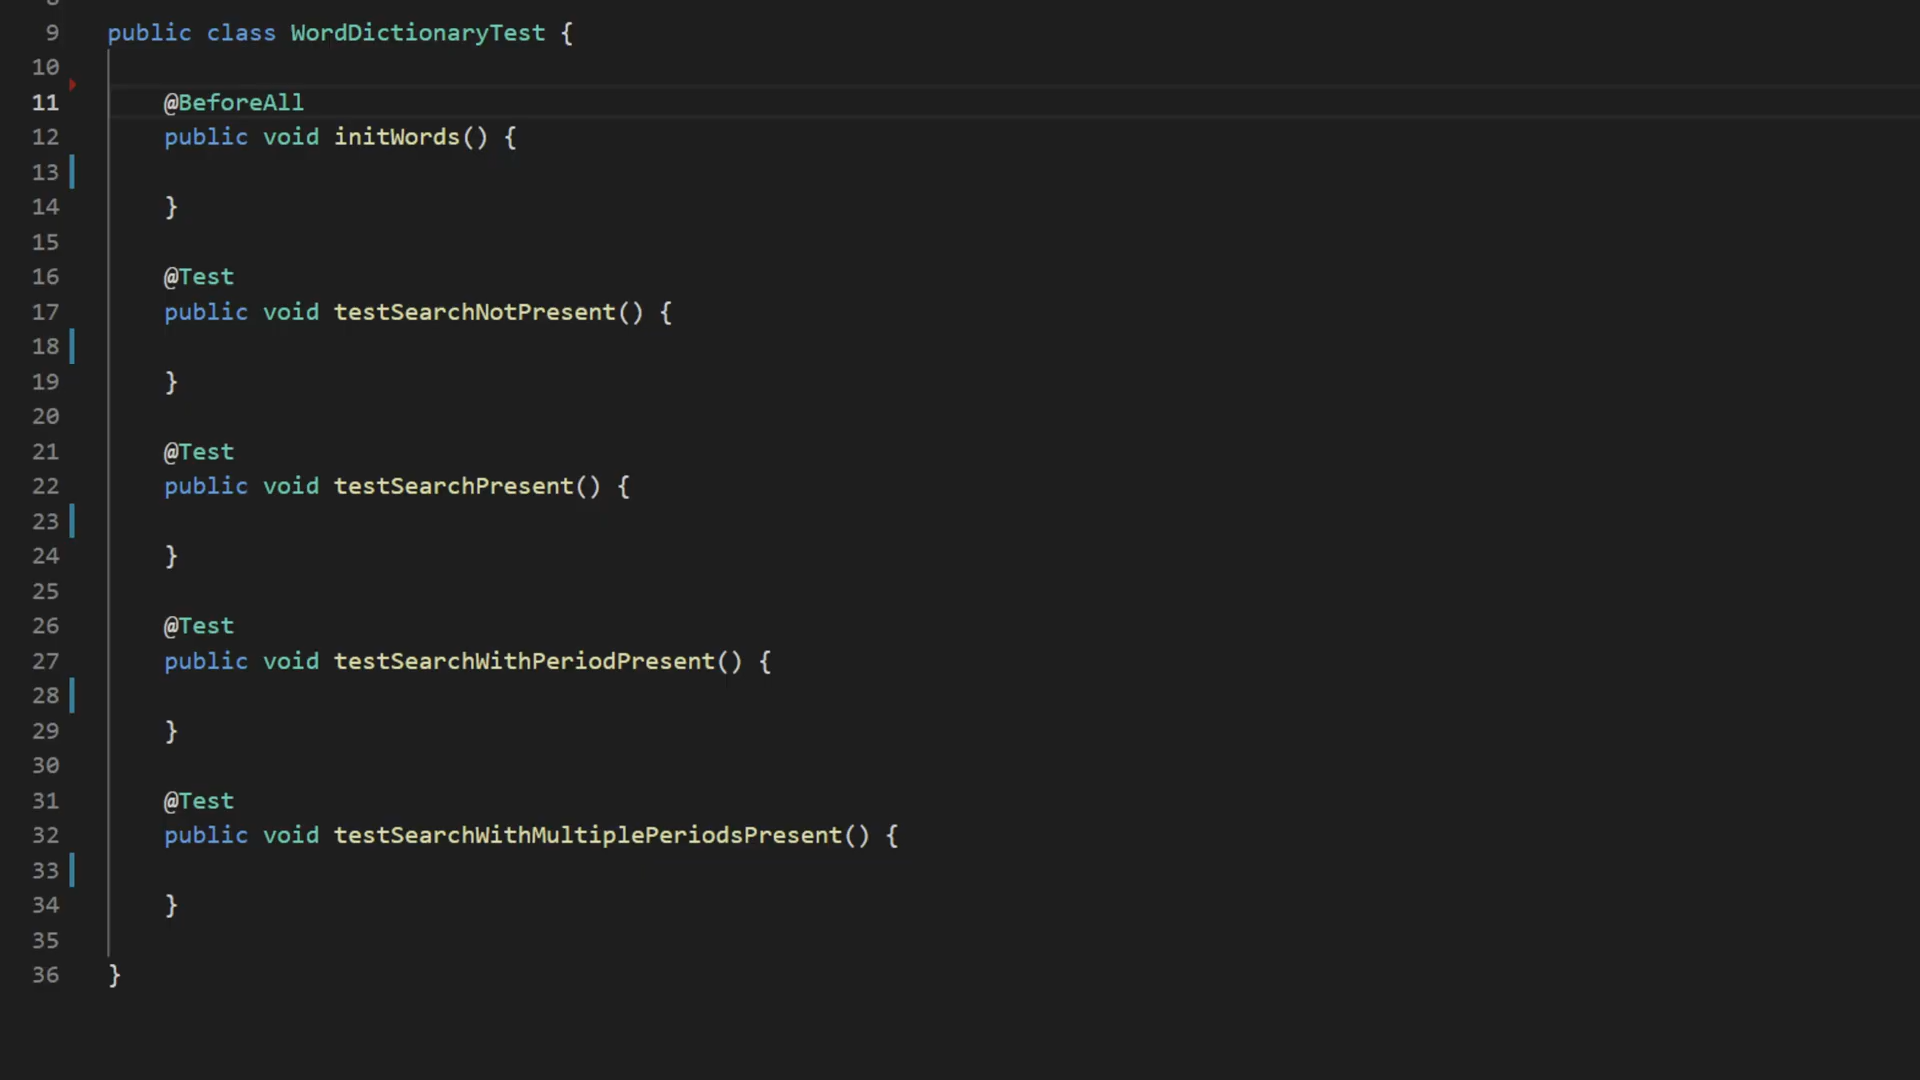 9 public class WordDictionaryTest {
10
11 @BeforeAll
12 public void initWords() {
13
14 }
15
16 @Test
17 public void testSearchNotPresent() {
18
19 }
20
21 @Test
22 public void testSearchPresent() {
23
24 }
25
26 @Test
27 public void testSearchWithPeriodPresent() {
28
29 }
30
31 @Test
32 public void testSearchWithMultiplePeriodsPresent() {
33
34 }
35
36 }